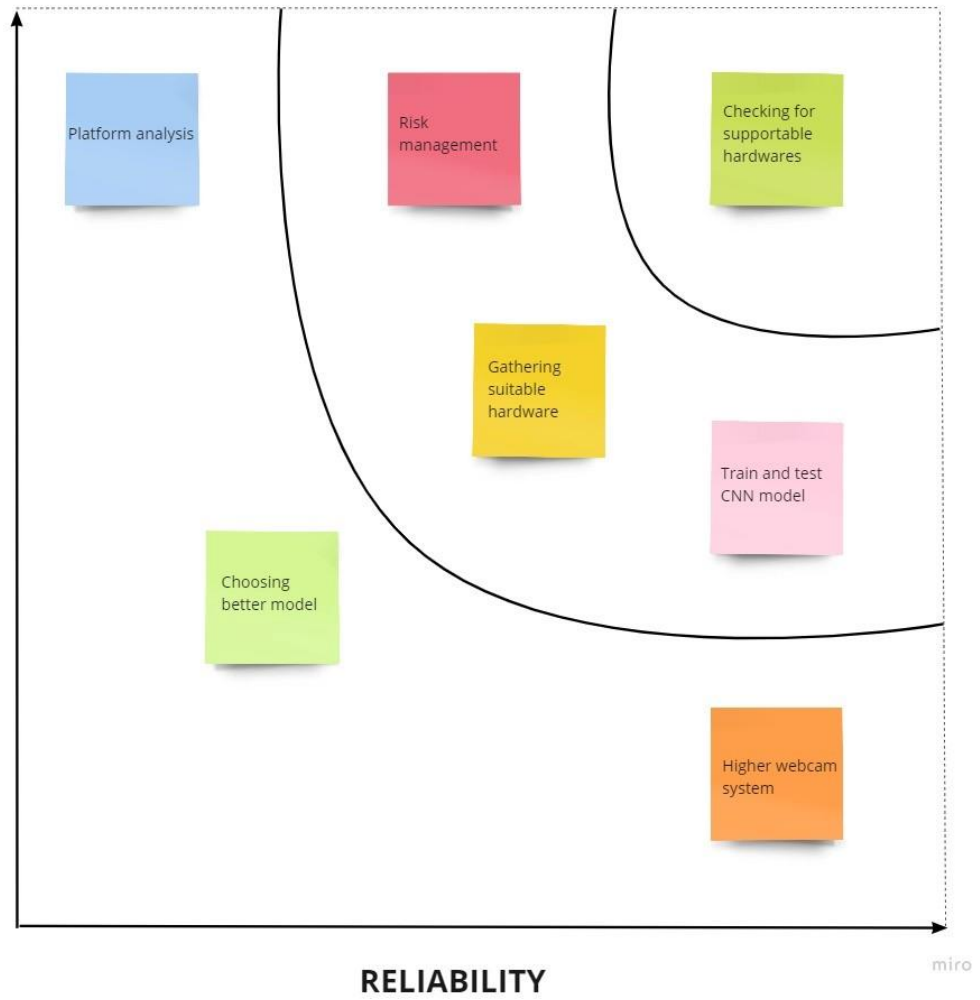 Platform analysis
Risk
management
Checking for
supportable
hardwares
Gathering
suitable
hardware
Train and test
CNN model
Choosing
better model
Higher webcam
system
miro
RELIABILITY